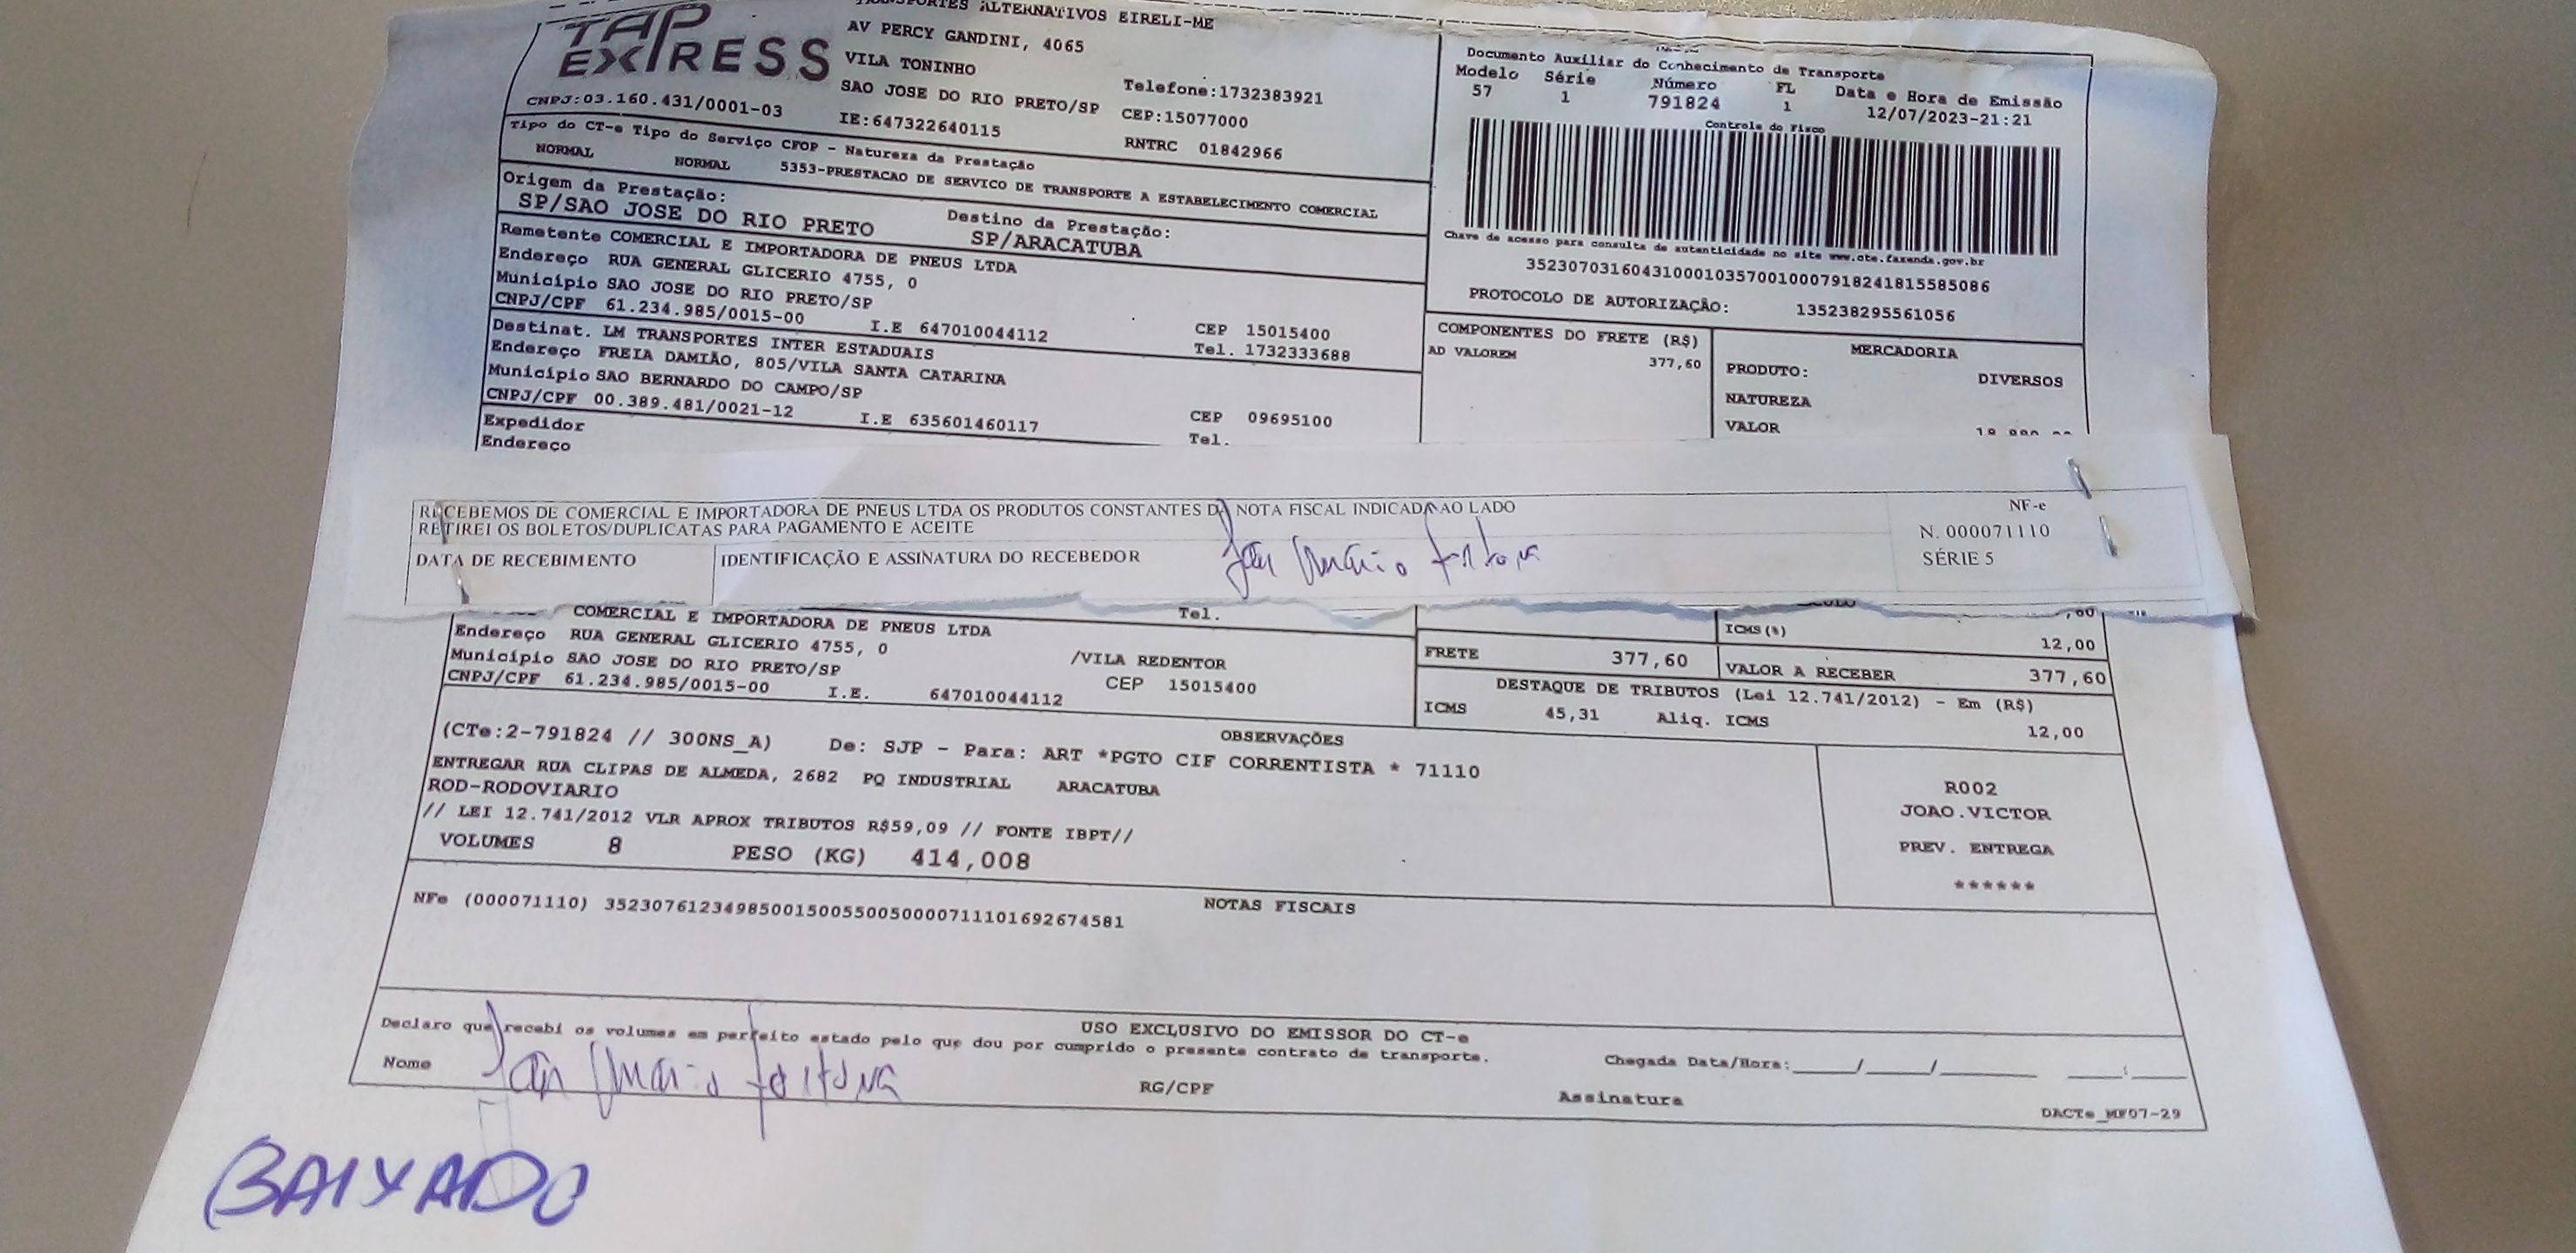 TAP EXPRESS
TRANSPORTES ALTERNATIVOS EIRELI-ME
AV PERCY GANDINI, 4065
VILA TONINHO
SAO JOSE DO RIO PRETO/SP
Telefone:1732383921
CEP:15077000
CNPJ:03.160.431/0001-03
IE:647322640115
RNTRC 01842966
Tipo do CT-e Tipo do Serviço CFOP - Natureza da Prestação
NORMAL NORMAL 5353-PRESTACAO DE SERVICO DE TRANSPORTE A ESTABELECIMENTO COMERCIAL
Origem da Prestação:
SP/SAO JOSE DO RIO PRETO
Destino da Prestação:
SP/ARACATUBA
Remetente COMERCIAL E IMPORTADORA DE PNEUS LTDA
Endereço RUA GENERAL GLICERIO 4755, 0
Município SAO JOSE DO RIO PRETO/SP CEP 15015400
CNPJ/CPF 61.234.985/0015-00 I.E 647010044112 Tel. 1732333688
Destinat. LM TRANSPORTES INTER ESTADUAIS
Endereço FREIA DAMIÃO, 805/VILA SANTA CATARINA
Município SAO BERNARDO DO CAMPO/SP CEP 09695100
CNPJ/CPF 00.389.481/0021-12 I.E 635601460117 Tel.
Expedidor
Endereço
Documento Auxiliar do Conhecimento de Transporte
Modelo Série Número FL Data e Hora de Emissão
57 1 791824 1 12/07/2023-21:21
Controle do Fisco
Chave de acesso para consulta de autanticidade no site www.cte.fazenda.gov.br
35230703160431000103570010007918241815585086
PROTOCOLO DE AUTORIZAÇÃO: 135238295561056
COMPONENTES DO FRETE (R$)
AD VALOREM 377,60
MERCADORIA
PRODUTO: DIVERSOS
NATUREZA
VALOR
RECEBEMOS DE COMERCIAL E IMPORTADORA DE PNEUS LTDA OS PRODUTOS CONSTANTES DA NOTA FISCAL INDICADA AO LADO
RETIREI OS BOLETOS/DUPLICATAS PARA PAGAMENTO E ACEITE
DATA DE RECEBIMENTO
IDENTIFICAÇÃO E ASSINATURA DO RECEBEDOR
NF-e
N. 000071110
SÉRIE 5
COMERCIAL E IMPORTADORA DE PNEUS LTDA Tel.
Endereço RUA GENERAL GLICERIO 4755, 0 /VILA REDENTOR
Município SAO JOSE DO RIO PRETO/SP CEP 15015400
CNPJ/CPF 61.234.985/0015-00 I.E. 647010044112
ICMS(%) 12,00
FRETE 377,60
VALOR A RECEBER 377,60
DESTAQUE DE TRIBUTOS (Lei 12.741/2012) - Em (R$)
ICMS 45,31 Aliq. ICMS 12,00
OBSERVAÇÕES
(CTe:2-791824 // 300NS_A) De: SJP - Para: ART *PGTO CIF CORRENTISTA * 71110
ENTREGAR RUA CLIPAS DE ALMEDA, 2682 PQ INDUSTRIAL ARACATUBA
ROD-RODOVIARIO
// LEI 12.741/2012 VLR APROX TRIBUTOS R$59,09 // FONTE IBPT//
VOLUMES 8 PESO (KG) 414,008
R002
JOAO.VICTOR
PREV. ENTREGA
******
NOTAS FISCAIS
NFe (000071110) 35230761234985001500550050000711101692674581
USO EXCLUSIVO DO EMISSOR DO CT-e
Declaro que recebi os volumes em perfeito estado pelo que dou por cumprido o presente contrato de transporte.
Nome
RG/CPF
Chegada Data/Hora:_____/_____/_______ ____:____
Assinatura
DACTe_MF07-29
BAIXADO